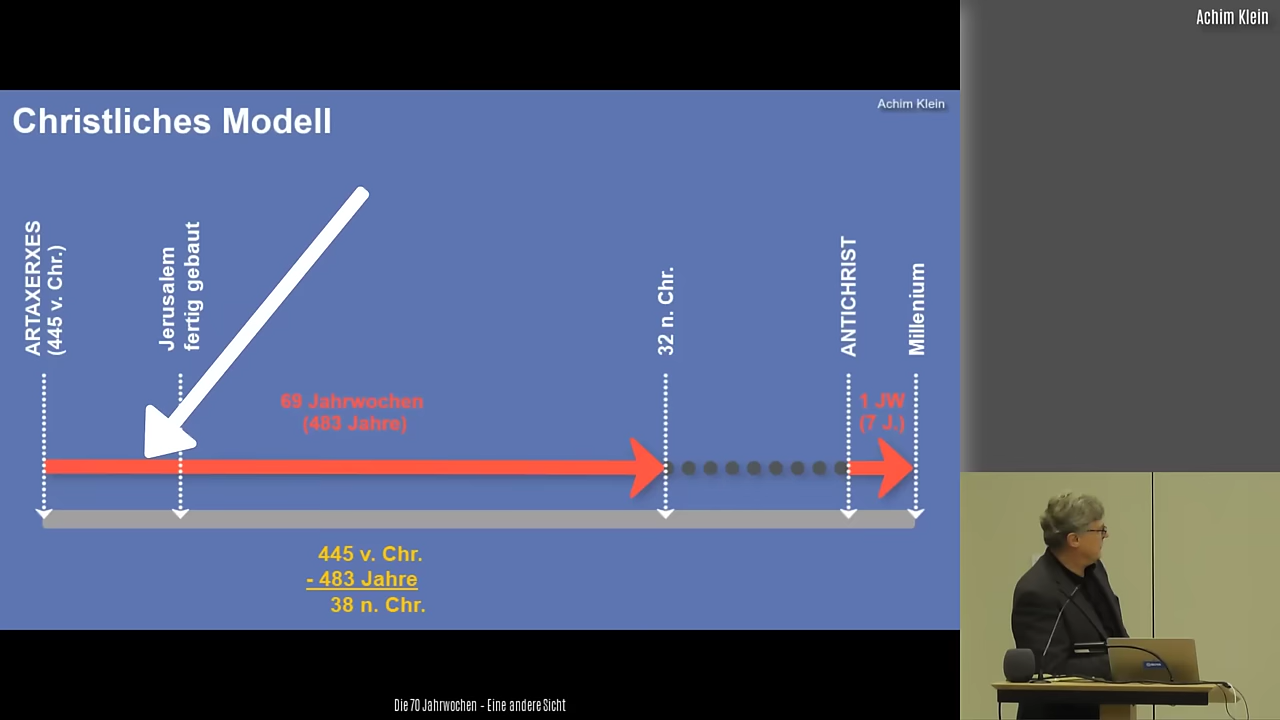 Achim Klein
Christliches Modell
Achim Klein
ARTAXERXES
(445 v. Chr.)
Jerusalem
fertig gebaut
32 n. Chr.
ANTICHRIST
Millenium
69 Jahrwochen
(483 Jahre)
1 JW
(7 J.)
445 v. Chr.
- 483 Jahre
38 n. Chr.
Die 70 Jahrwochen - Eine andere Sicht